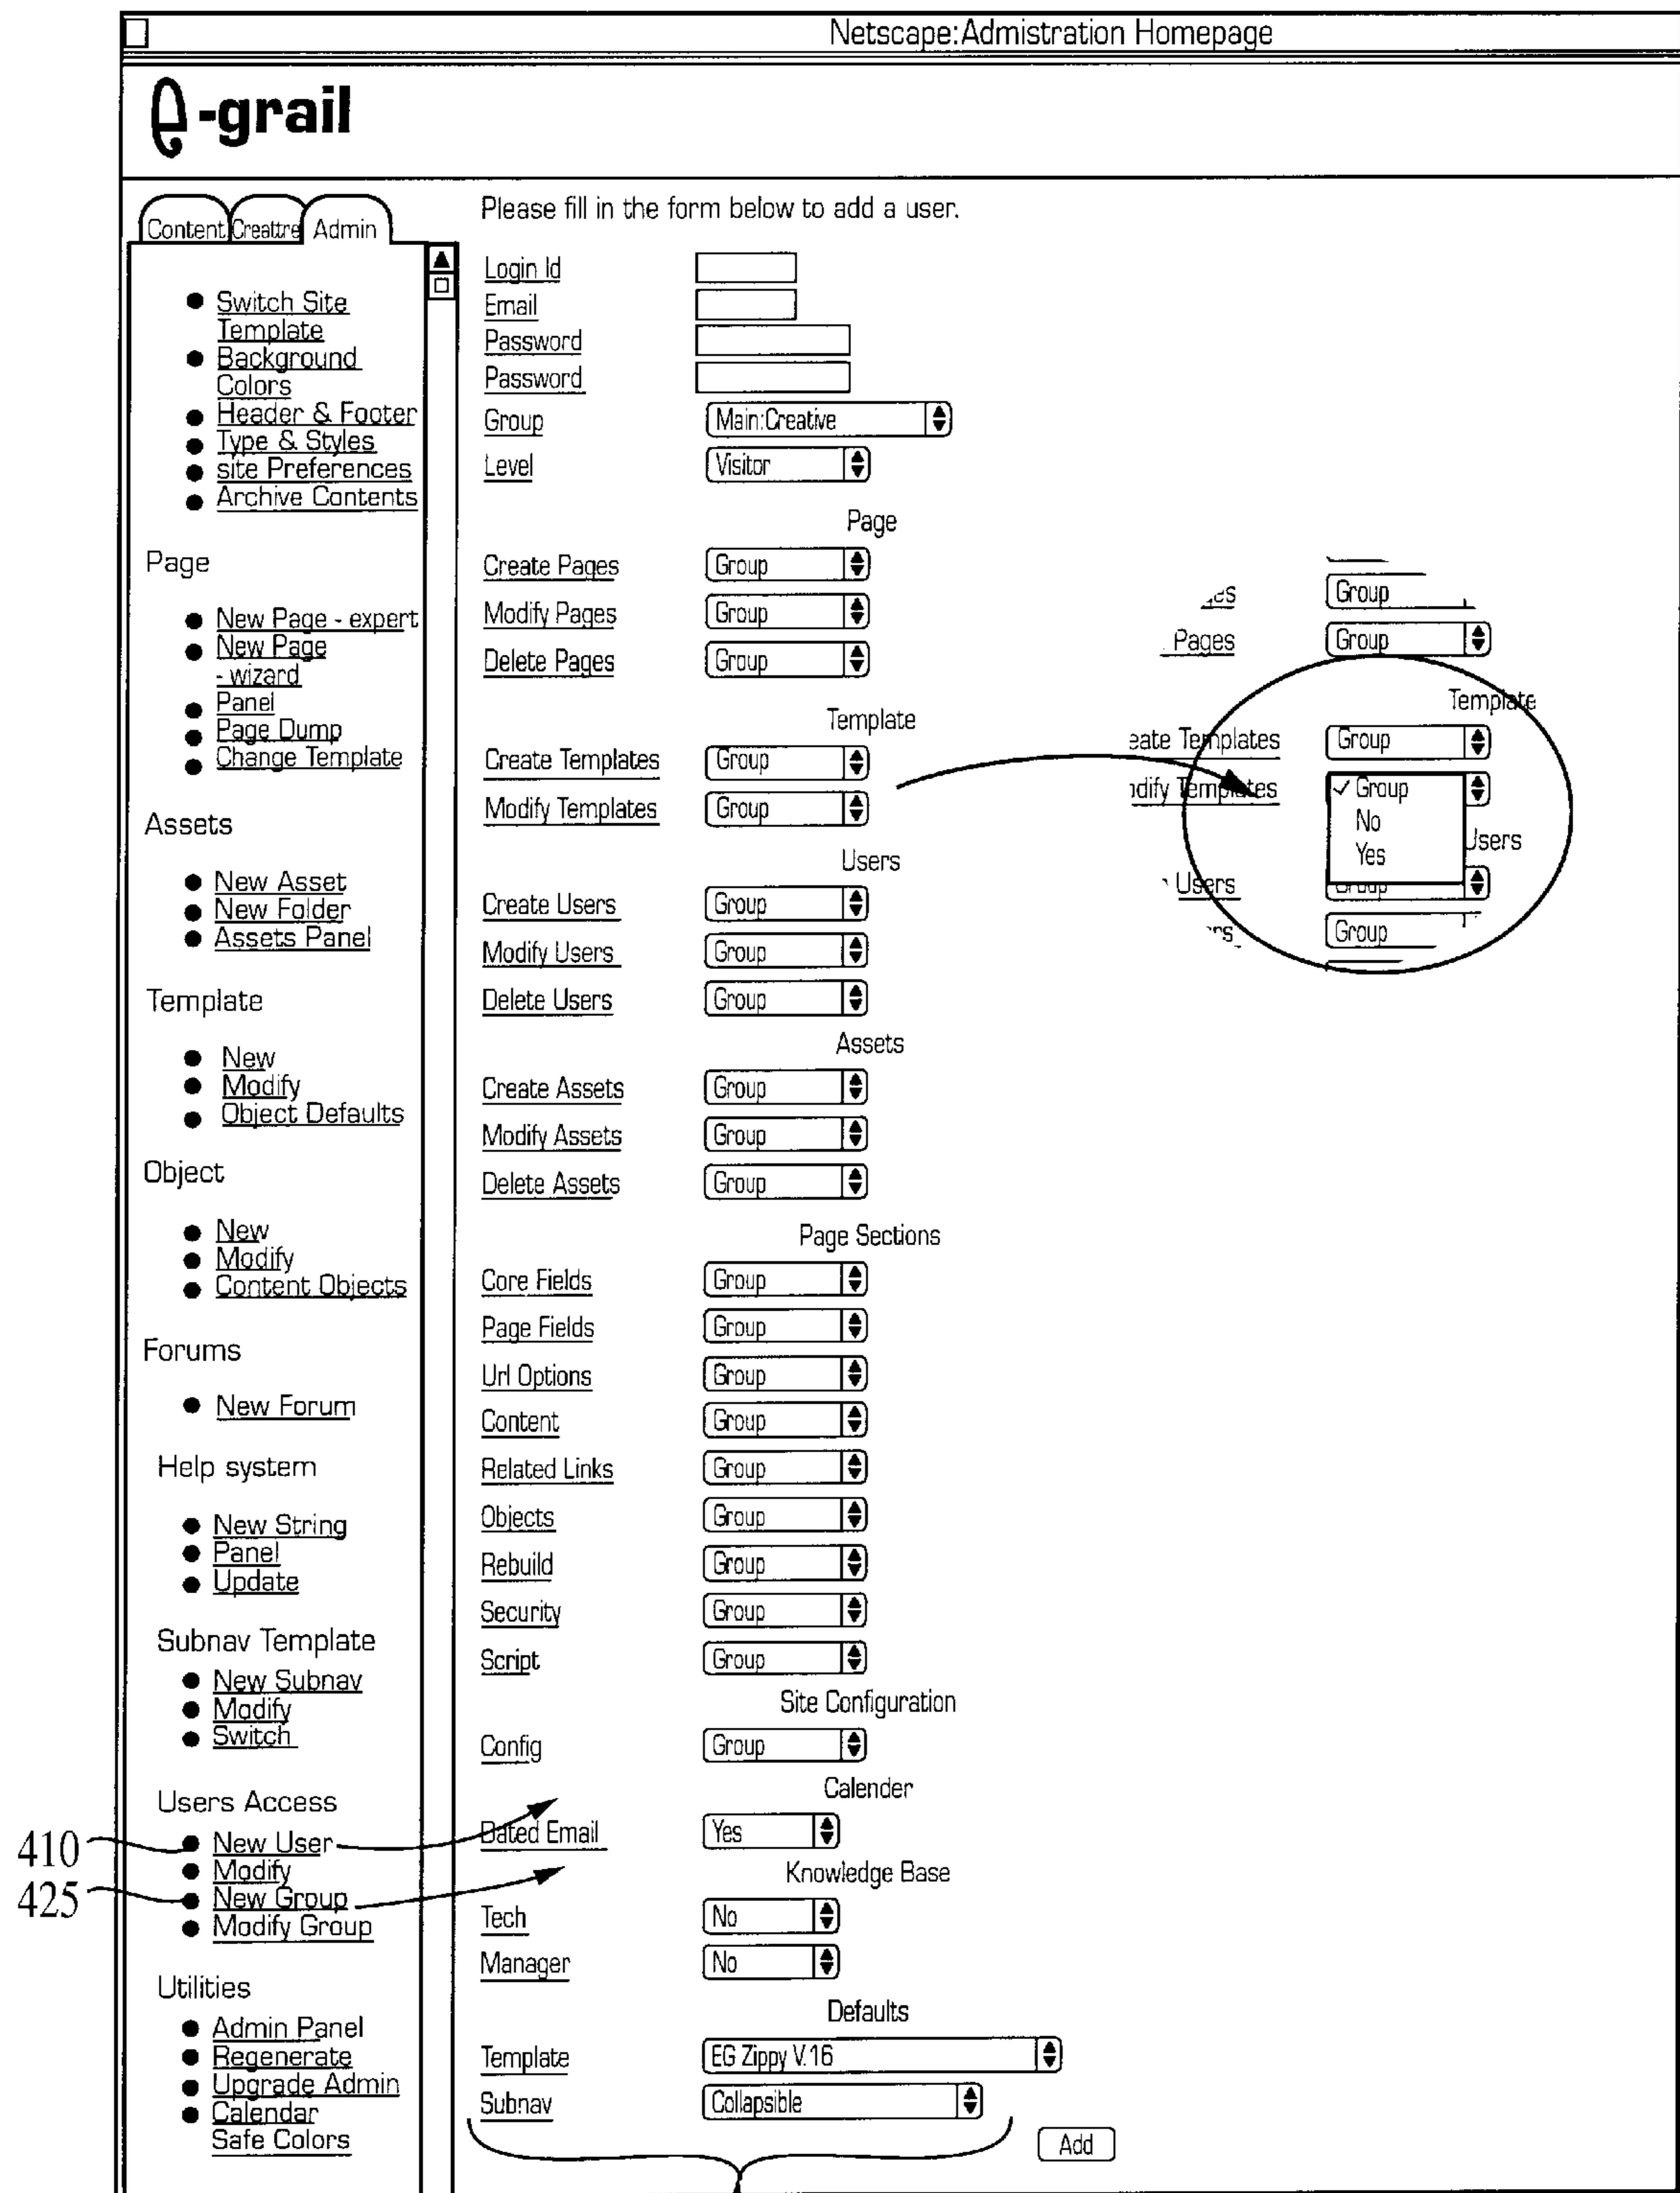 Netscape:Admistration Homepage
e-grail
Content Creattre Admin
Switch Site
Template
Background
Colors
Header & Footer
Type & Styles
site Preferences
Archive Contents
Page
New Page - expert
New Page
- wizard
Panel
Page Dump
Change Template
Assets
New Asset
New Folder
Assets Panel
Template
New
Modify
Object Defaults
Object
New
Modify
Content Objects
Forums
New Forum
Help system
New String
Panel
Update
Subnav Template
New Subnav
Modify
Switch
Users Access
410 New User
Modify
425 New Group
Modify Group
Utilities
Admin Panel
Regenerate
Upgrade Admin
Calendar
Safe Colors
Please fill in the form below to add a user.
Login Id
Email
Password
Password
Group Main:Creative
Level Visitor
Page
Create Pages Group
Modify Pages Group
Delete Pages Group
Template
Create Templates Group
Modify Templates Group
Users
Create Users Group
Modify Users Group
Delete Users Group
Assets
Create Assets Group
Modify Assets Group
Delete Assets Group
Page Sections
Core Fields Group
Page Fields Group
Url Options Group
Content Group
Related Links Group
Objects Group
Rebuild Group
Security Group
Script Group
Site Configuration
Config Group
Calender
Dated Email Yes
Knowledge Base
Tech No
Manager No
Defaults
Template EG Zippy V.16
Subnav Collapsible
Add
Group
Pages Group
Template
eate Templates Group
dify Templates ✓ Group
No
Yes
Users
Users Group
Group